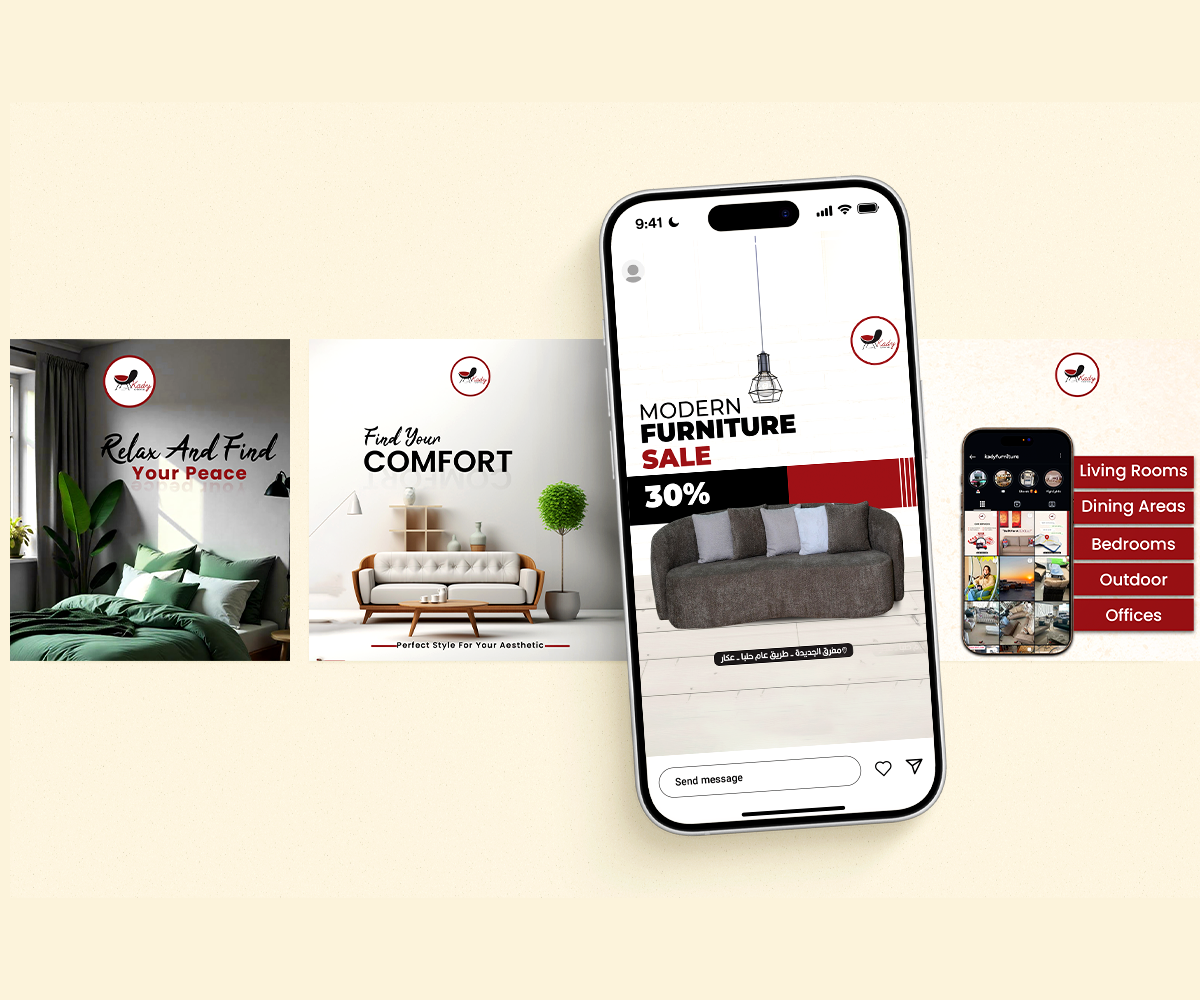 Kady
Relax And Find
Your Peace
Kady
Find Your
COMFORT
Perfect Style For Your Aesthetic
9:41
Kady
MODERN
FURNITURE
SALE
30%
مفرق الجديدة ـ طريق عام حلبا ـ عكار
Send message
Kady
kadyfurniture
Highlights
Living Rooms
Dining Areas
Bedrooms
Outdoor
Offices